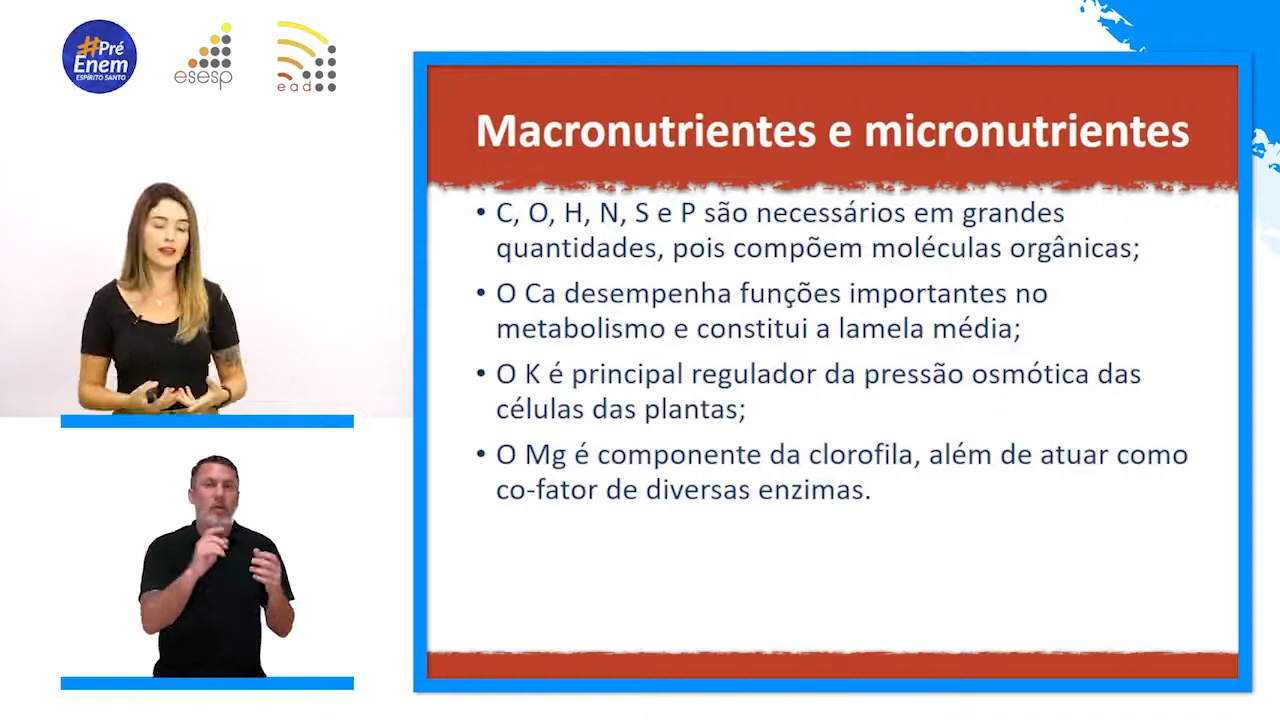 #Pré
Enem
ESPÍRITO SANTO
esesp
ead
Macronutrientes e micronutrientes
• C, O, H, N, S e P são necessários em grandes
quantidades, pois compõem moléculas orgânicas;
• O Ca desempenha funções importantes no
metabolismo e constitui a lamela média;
• O K é principal regulador da pressão osmótica das
células das plantas;
• O Mg é componente da clorofila, além de atuar como
co-fator de diversas enzimas.